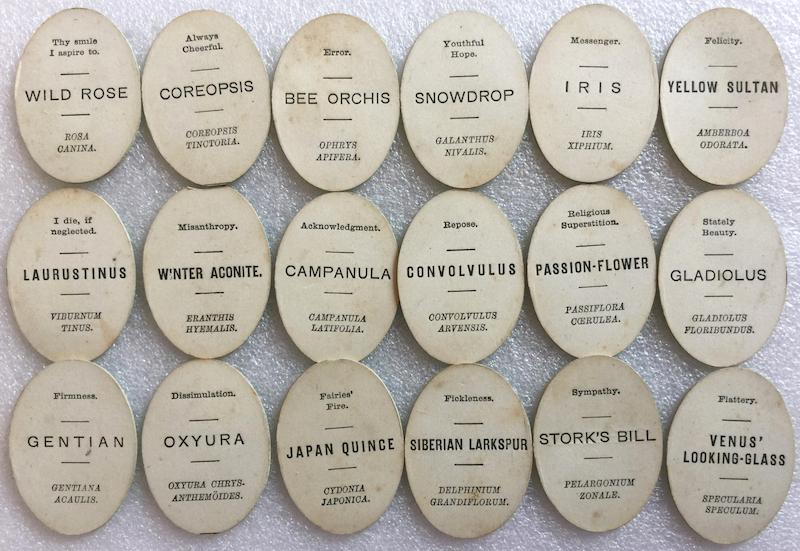 Thy smile
I aspire to.
WILD ROSE
ROSA
CANINA.
Always
Cheerful.
COREOPSIS
COREOPSIS
TINCTORIA.
Error.
BEE ORCHIS
OPHRYS
APIFERA.
Youthful
Hope.
SNOWDROP
GALANTHUS
NIVALIS.
Messenger.
IRIS
IRIS
XIPHIUM.
Felicity.
YELLOW SULTAN
AMBERBOA
ODORATA.
I die, if
neglected.
LAURUSTINUS
VIBURNUM
TINUS.
Misanthropy.
WINTER ACONITE.
ERANTHIS
HYEMALIS.
Acknowledgment.
CAMPANULA
CAMPANULA
LATIFOLIA.
Repose.
CONVOLVULUS
CONVOLVULUS
ARVENSIS.
Religious
Superstition.
PASSION-FLOWER
PASSIFLORA
CŒRULEA.
Stately
Beauty.
GLADIOLUS
GLADIOLUS
FLORIBUNDUS.
Firmness.
GENTIAN
GENTIANA
ACAULIS.
Dissimulation.
OXYURA
OXYURA CHRYS-
ANTHEMÖIDES.
Fairies'
Fire.
JAPAN QUINCE
CYDONIA
JAPONICA.
Fickleness.
SIBERIAN LARKSPUR
DELPHINIUM
GRANDIFLORUM.
Sympathy.
STORK'S BILL
PELARGONIUM
ZONALE.
Flattery.
VENUS'
LOOKING-GLASS
SPECULARIA
SPECULUM.